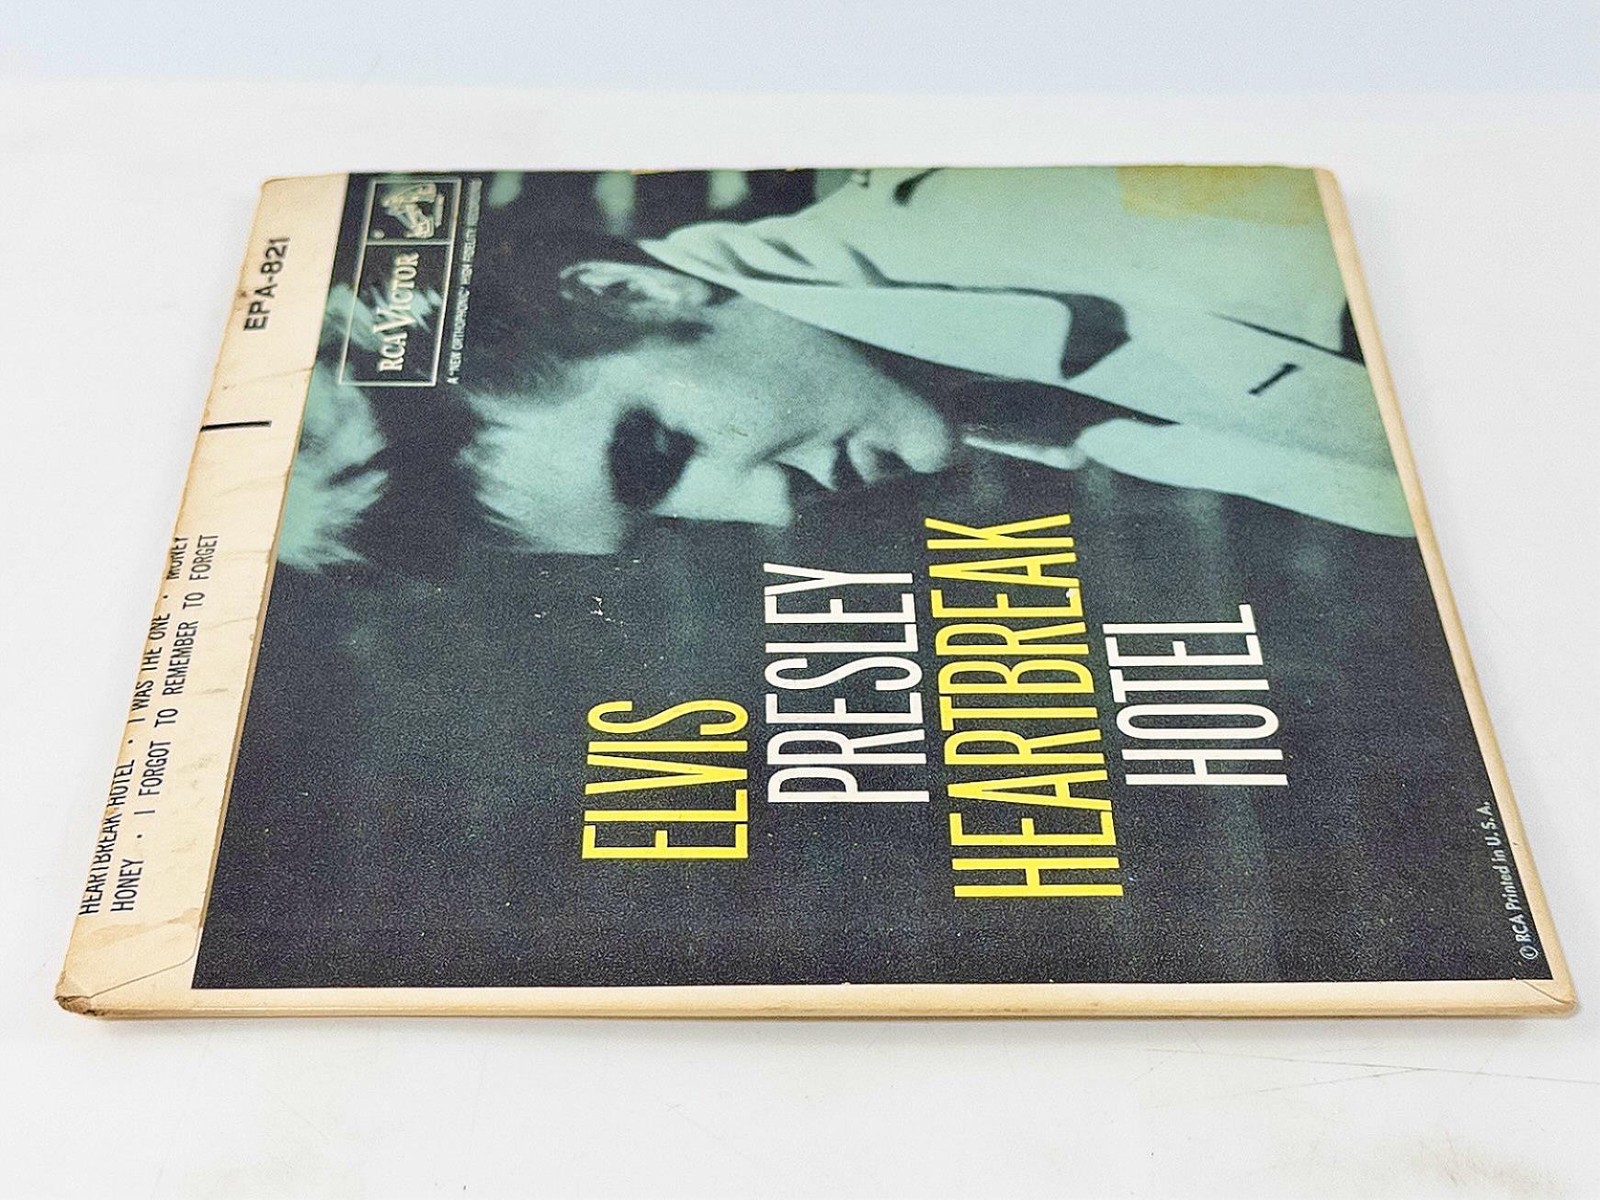 HEARTBREAK HOTEL · I WAS THE ONE · MONEY
HONEY · I FORGOT TO REMEMBER TO FORGET
EPA-821
RCA VICTOR
A "NEW ORTHOPHONIC" HIGH FIDELITY RECORDING
ELVIS
PRESLEY
HEARTBREAK
HOTEL
© RCA Printed in U. S. A.